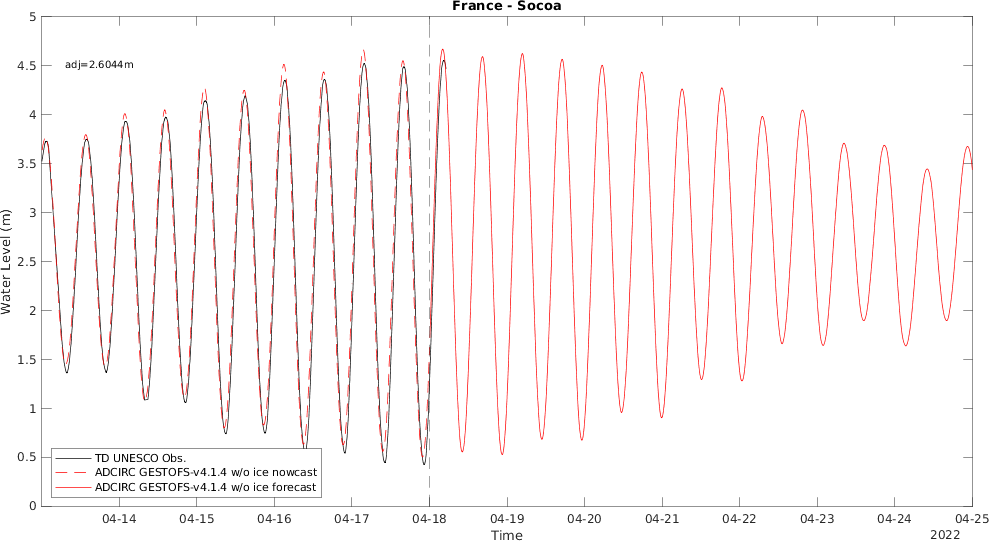 France - Socoa
adj=2.6044m
5
4.5
4
3.5
3
2.5
2
1.5
1
0.5
0
Water Level (m)
TD UNESCO Obs.
ADCIRC GESTOFS-v4.1.4 w/o ice nowcast
ADCIRC GESTOFS-v4.1.4 w/o ice forecast
04-14 04-15 04-16 04-17 04-18 04-19 04-20 04-21 04-22 04-23 04-24 04-25
Time
2022